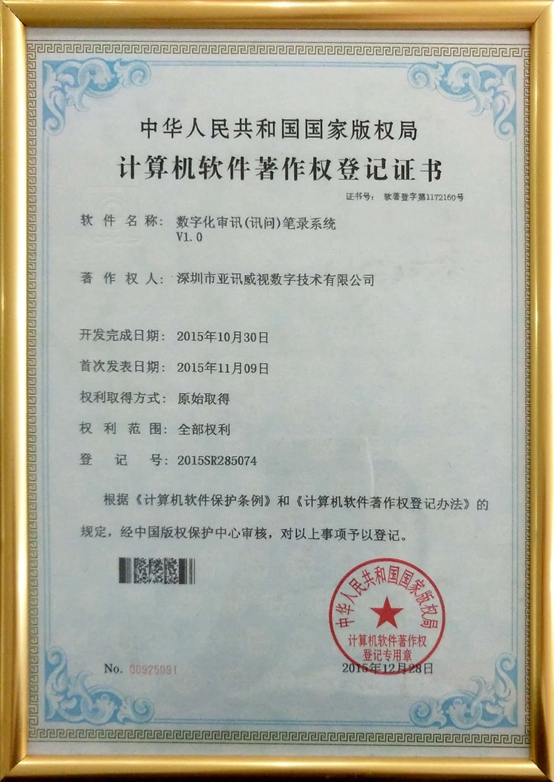 中华人民共和国国家版权局
计算机软件著作权登记证书
证书号： 软著登字第1172160号
软件名称： 数字化审讯(讯问)笔录系统
V1.0
著作权人： 深圳市亚讯威视数字技术有限公司
开发完成日期： 2015年10月30日
首次发表日期： 2015年11月09日
权利取得方式： 原始取得
权利范围： 全部权利
登记号： 2015SR285074
根据《计算机软件保护条例》和《计算机软件著作权登记办法》的
规定，经中国版权保护中心审核，对以上事项予以登记。
中华人民共和国国家版权局
计算机软件著作权
登记专用章
No. 00925091
2015年12月28日